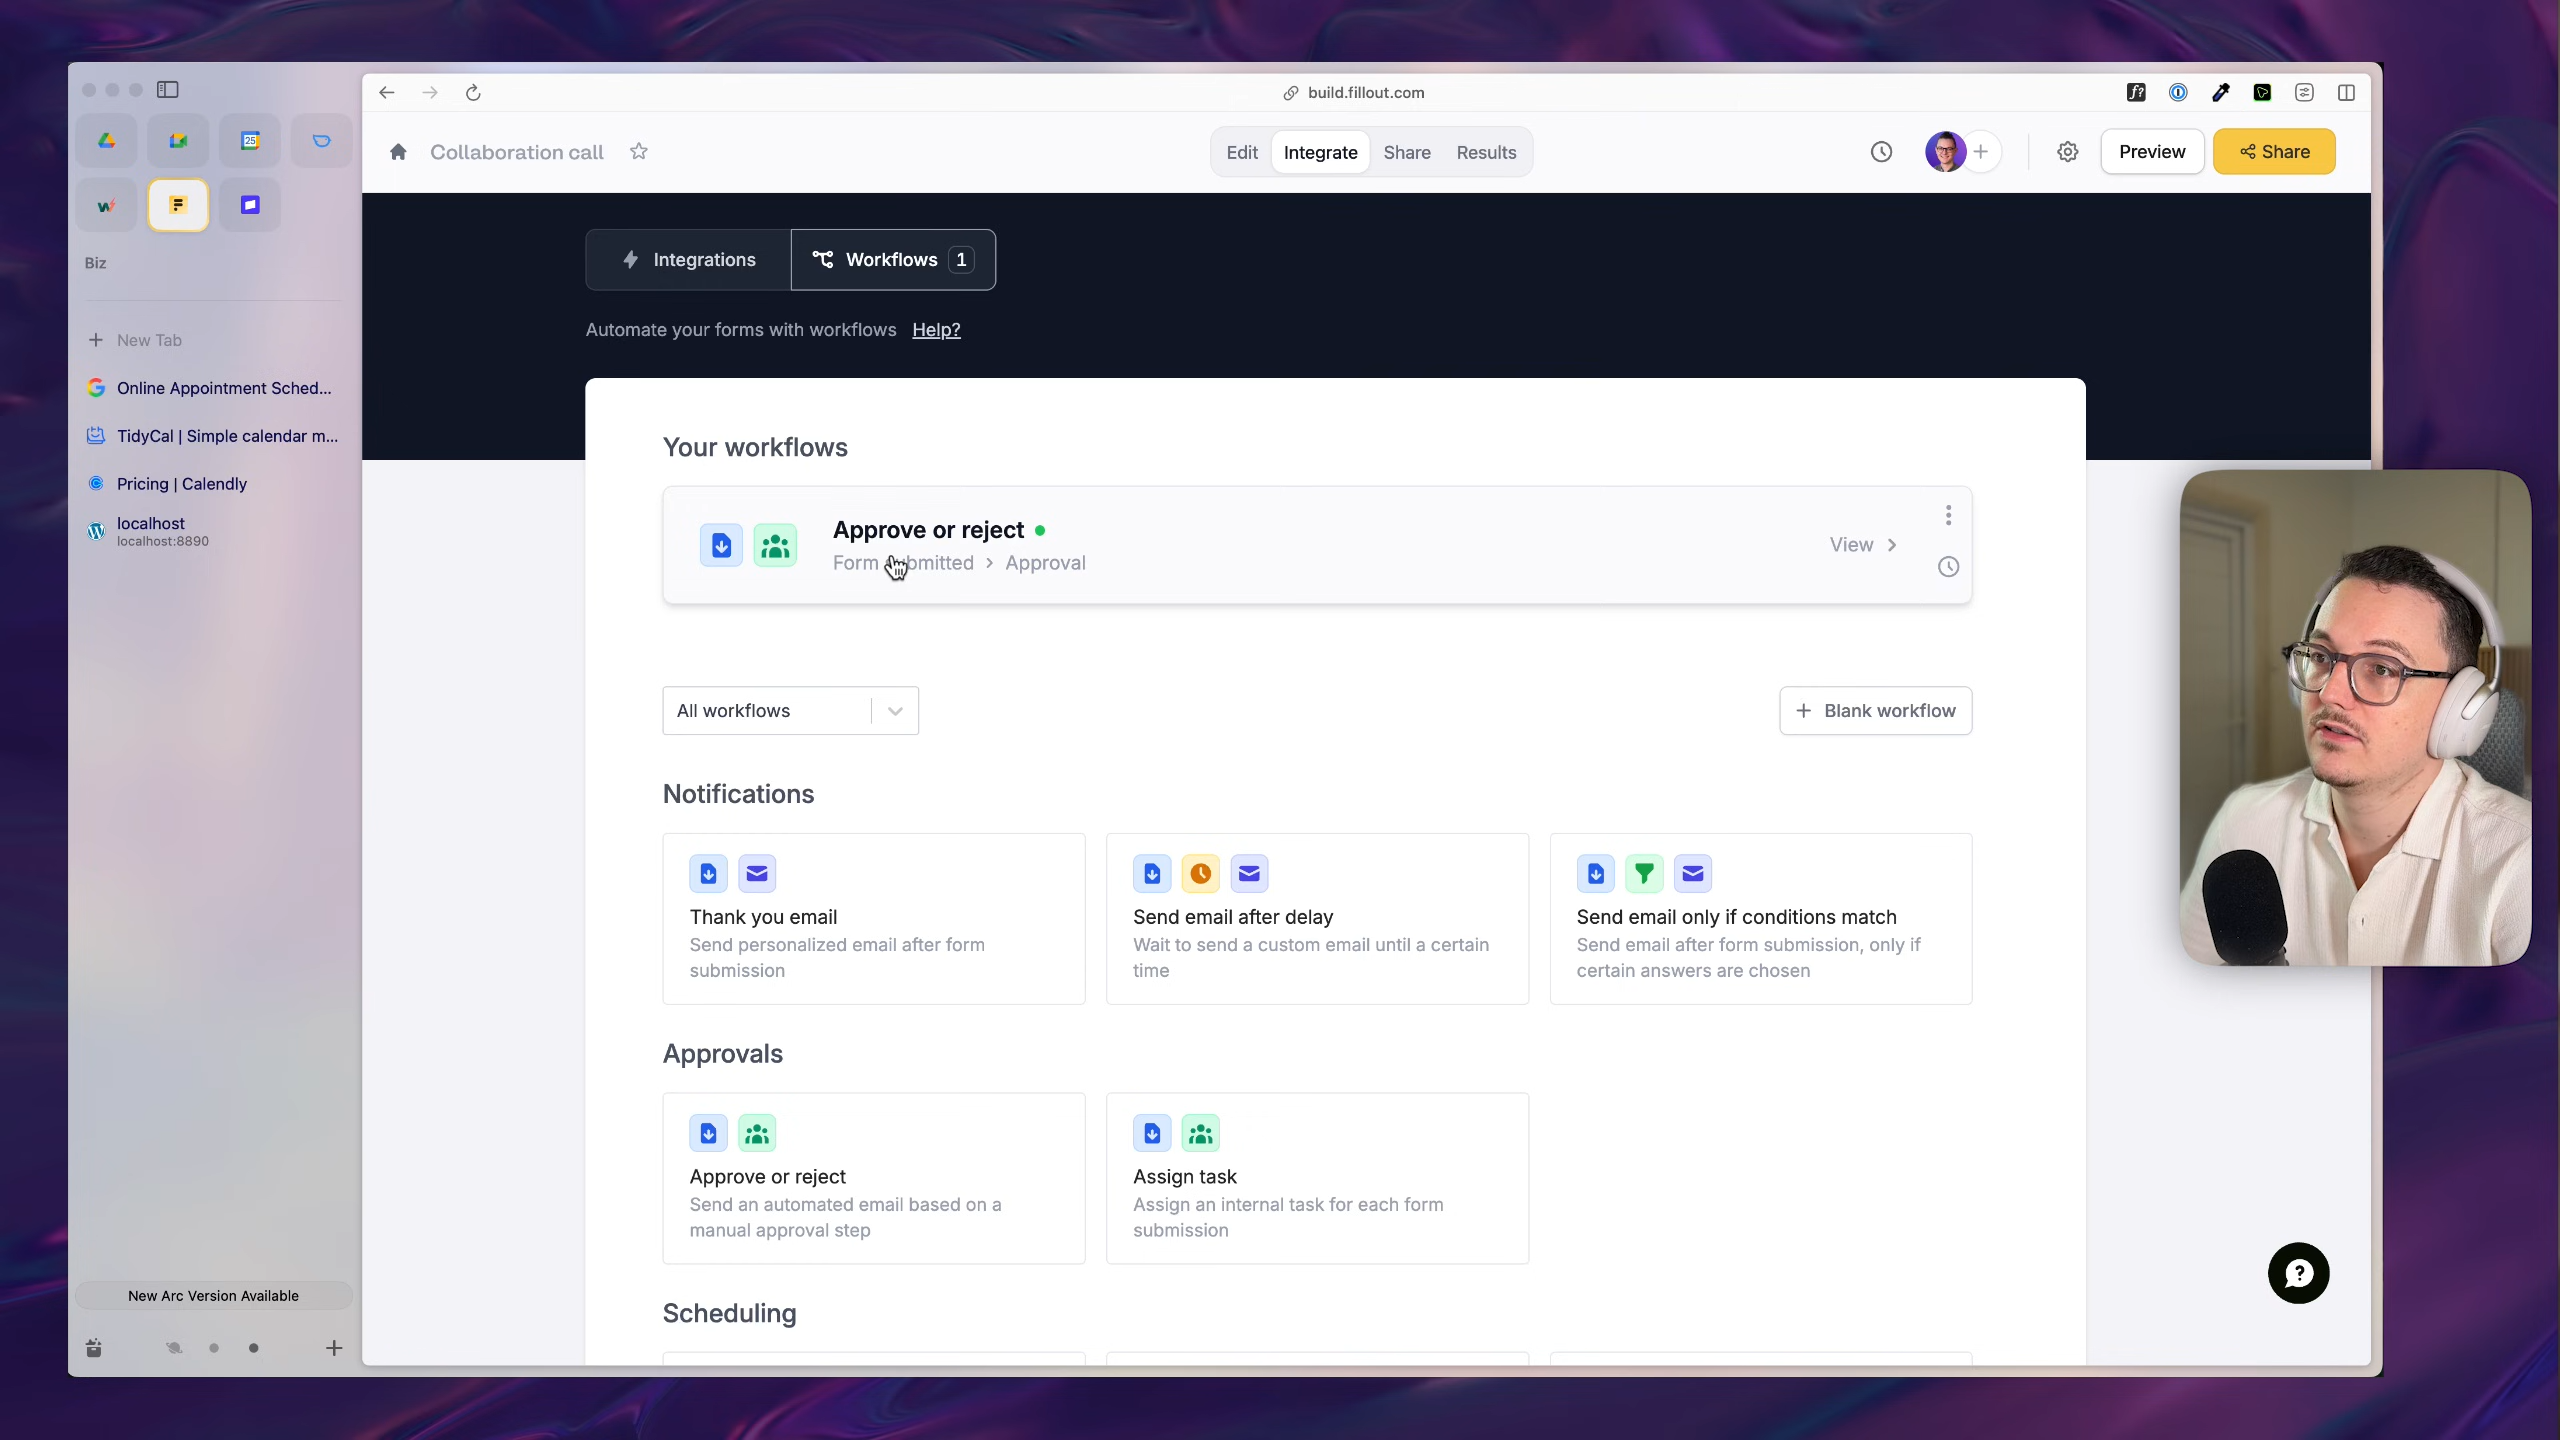 build.fillout.com
25
Collaboration call
Edit
Integrate
Share
Results
Preview
Share
Biz
New Tab
Online Appointment Sched...
TidyCal | Simple calendar m...
Pricing | Calendly
localhost
localhost:8890
New Arc Version Available
Integrations
Workflows 1
Automate your forms with workflows Help?
Your workflows
Approve or reject
Form submitted > Approval
View
All workflows
Blank workflow
Notifications
Thank you email
Send personalized email after form
submission
Send email after delay
Wait to send a custom email until a certain
time
Send email only if conditions match
Send email after form submission, only if
certain answers are chosen
Approvals
Approve or reject
Send an automated email based on a
manual approval step
Assign task
Assign an internal task for each form
submission
Scheduling